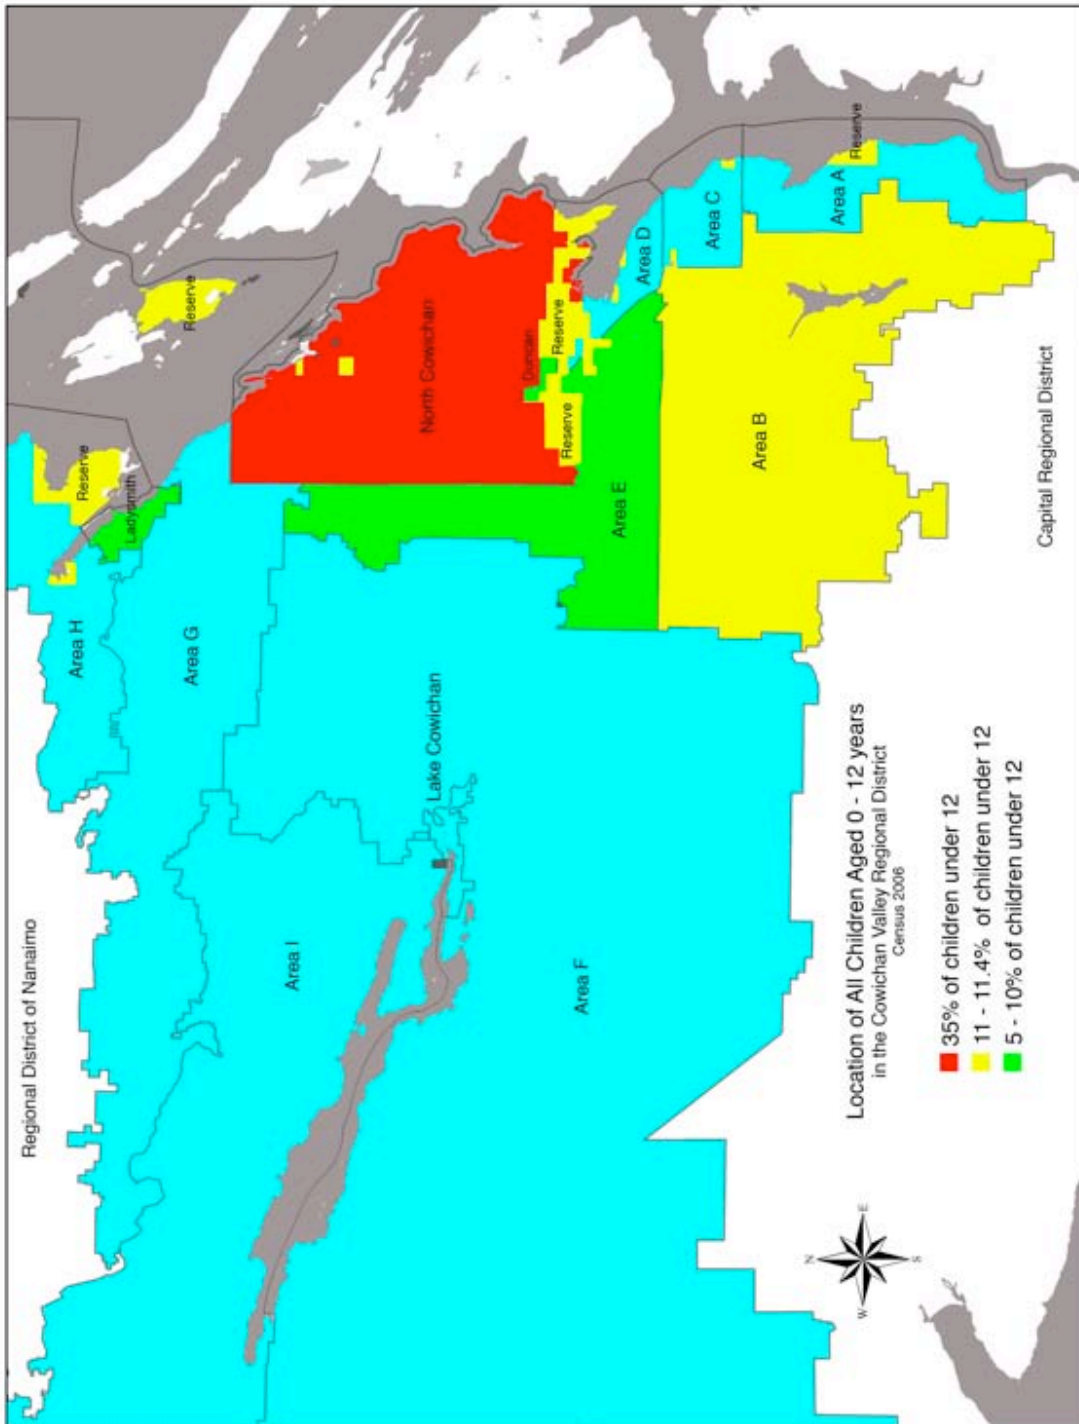 Regional District of Nanaimo
Area H
Reserve
Ladysmith
Reserve
Area G
Area I
Lake Cowichan
North Cowichan
Duncan
Reserve
Reserve
Area F
Area E
Area D
Area C
Area B
Area A
Reserve
Capital Regional District
Location of All Children Aged 0 - 12 years
in the Cowichan Valley Regional District
Census 2006
35% of children under 12
11 - 11.4% of children under 12
5 - 10% of children under 12
N
W
E
S